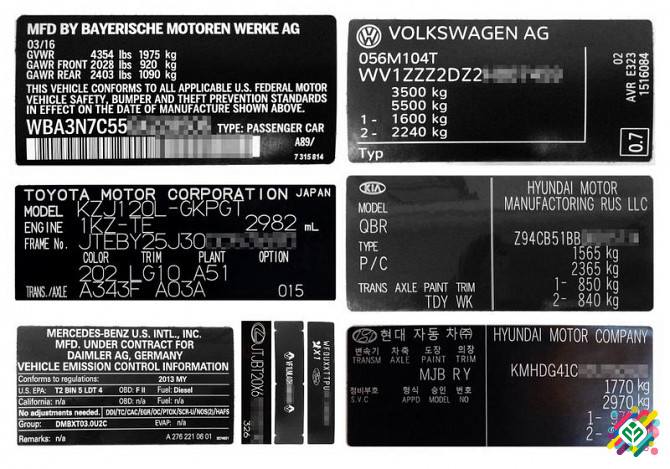 MFD BY BAYERISCHE MOTOREN WERKE AG
03/16
GVWR 4354 lbs 1975 kg
GAWR FRONT 2028 lbs 920 kg
GAWR REAR 2403 lbs 1090 kg
THIS VEHICLE CONFORMS TO ALL APPLICABLE U.S. FEDERAL MOTOR
VEHICLE SAFETY, BUMPER AND THEFT PREVENTION STANDARDS
IN EFFECT ON THE DATE OF MANUFACTURE SHOWN ABOVE.
WBA3N7C55 TYPE: PASSENGER CAR
A89/
7 315 814
VOLKSWAGEN AG
056M104T
WV1ZZZ2DZ2
3500 kg
5500 kg
1- 1600 kg
2- 2240 kg
Typ
02
AVR E323
1516084
0.7
TOYOTA MOTOR CORPORATION JAPAN
MODEL KZJ120L-GKPGT
ENGINE 1KZ-TE 2982 mL
FRAME No. JTEBY25J30
COLOR TRIM PLANT OPTION
202 LG10 A51
TRANS./AXLE A343F A03A 015
KIA
MODEL
QBR
TYPE
P/C
TRANS AXLE PAINT TRIM
TDY WK
HYUNDAI MOTOR
MANUFACTORING RUS LLC
Z94CB51BB
1565 kg
2365 kg
1- 850 kg
2- 840 kg
MERCEDES-BENZ U.S. INTL., INC.
MFD. UNDER CONTRACT FOR
DAIMLER AG, GERMANY
VEHICLE EMISSION CONTROL INFORMATION
Conforms to regulations: 2013 MY
U.S. EPA: T2 BIN 5 LDT 4 OBD: F II Fuel: Diesel
California: n/a OBD: n/a Fuel: n/a
No adjustments needed. DDI/TC/CAC/EGR/OC/PTOX/SCR-U/NOS(2)/HAFS
Group: DMBXT03.0U2C EVAP: n/a
Remarks: n/a A 276 221 06 01
326
현대 자동차(주)
변속기 차축 도장 의장
TRANSM AXLE PAINT TRIM
MJB RY
정비부호 형식 승인 번호
S.V.C APPD MODEL NO
HYUNDAI MOTOR COMPANY
KMHDG41C
1770 kg
2970 kg
1-
2-